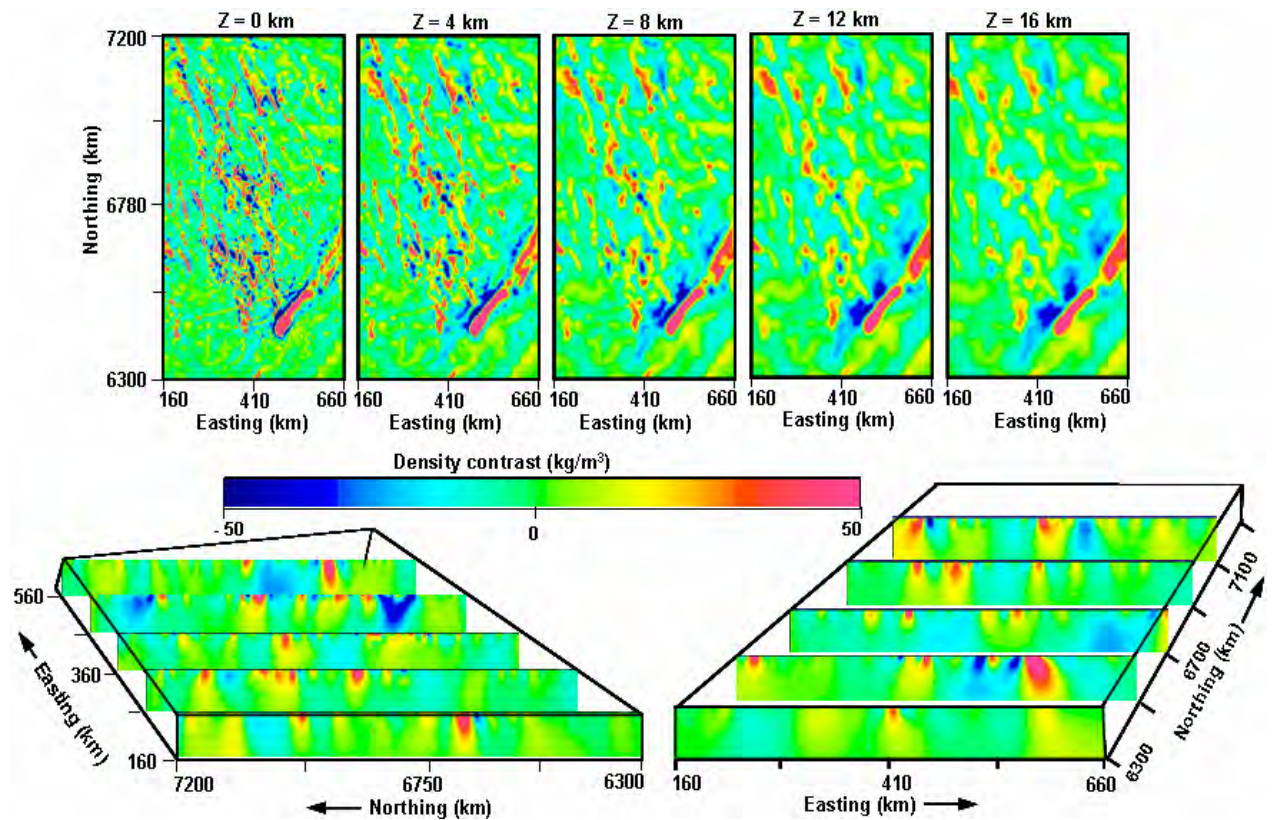 Z = 0 km Z = 4 km Z = 8 km Z = 12 km Z = 16 km
7200
6780
6300
Northing (km)
160 410 660 160 410 660 160 410 660 160 410 660 160 410 660
Easting (km) Easting (km) Easting (km) Easting (km) Easting (km)
Density contrast (kg/m³)
- 50 0 50
560
360
160
Easting (km)
7200 6750 6300
Northing (km)
7100
6700
6300
Northing (km)
160 410 660
Easting (km)